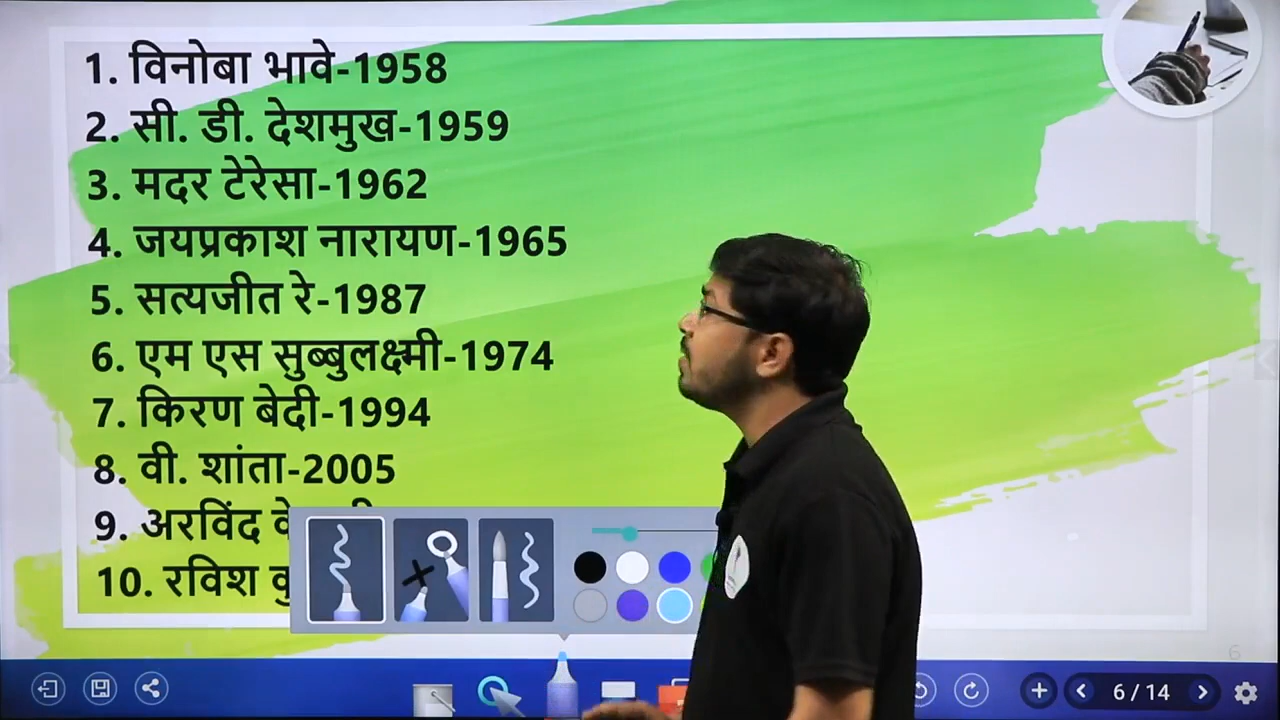 1. विनोबा भावे-1958
2. सी. डी. देशमुख-1959
3. मदर टेरेसा-1962
4. जयप्रकाश नारायण-1965
5. सत्यजीत रे-1987
6. एम एस सुब्बुलक्ष्मी-1974
7. किरण बेदी-1994
8. वी. शांता-2005
9. अरविंद
10. रविश
6
6 / 14